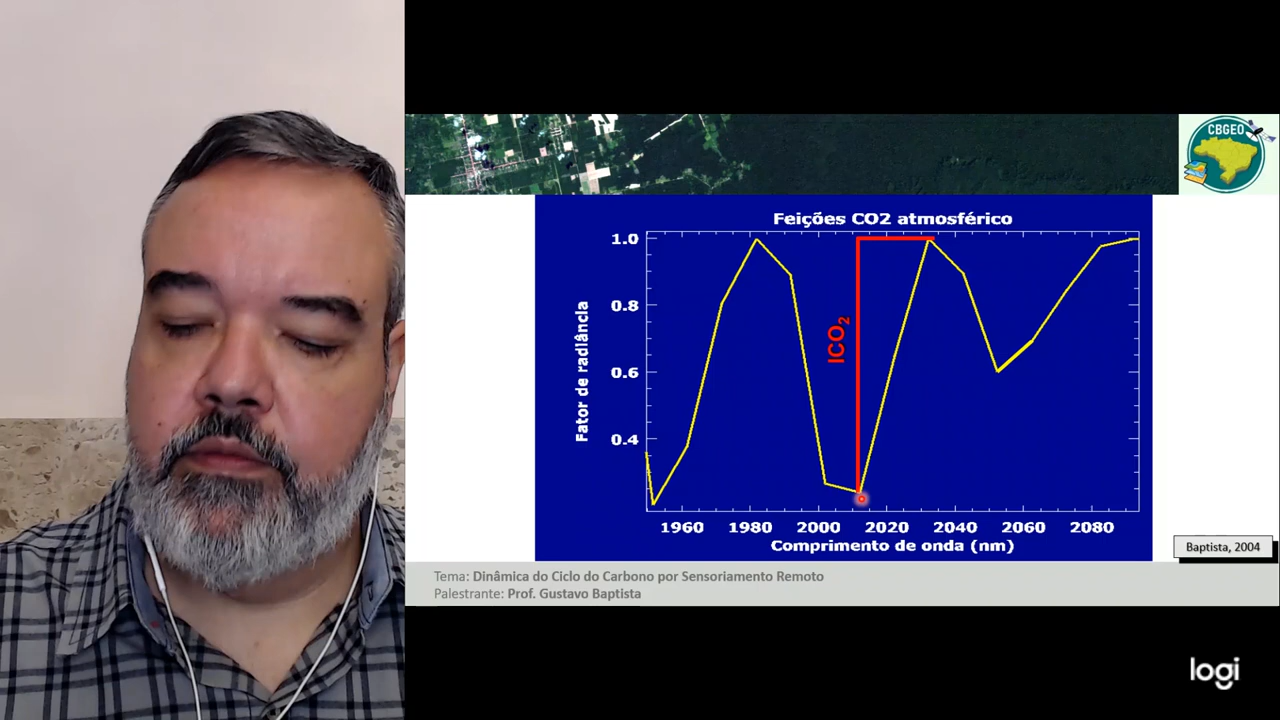 CBGEO
Feições CO2 atmosférico
Fator de radiância
1.0
0.8
0.6
0.4
ICO₂
1960 1980 2000 2020 2040 2060 2080
Comprimento de onda (nm)
Baptista, 2004
Tema: Dinâmica do Ciclo do Carbono por Sensoriamento Remoto
Palestrante: Prof. Gustavo Baptista
logi